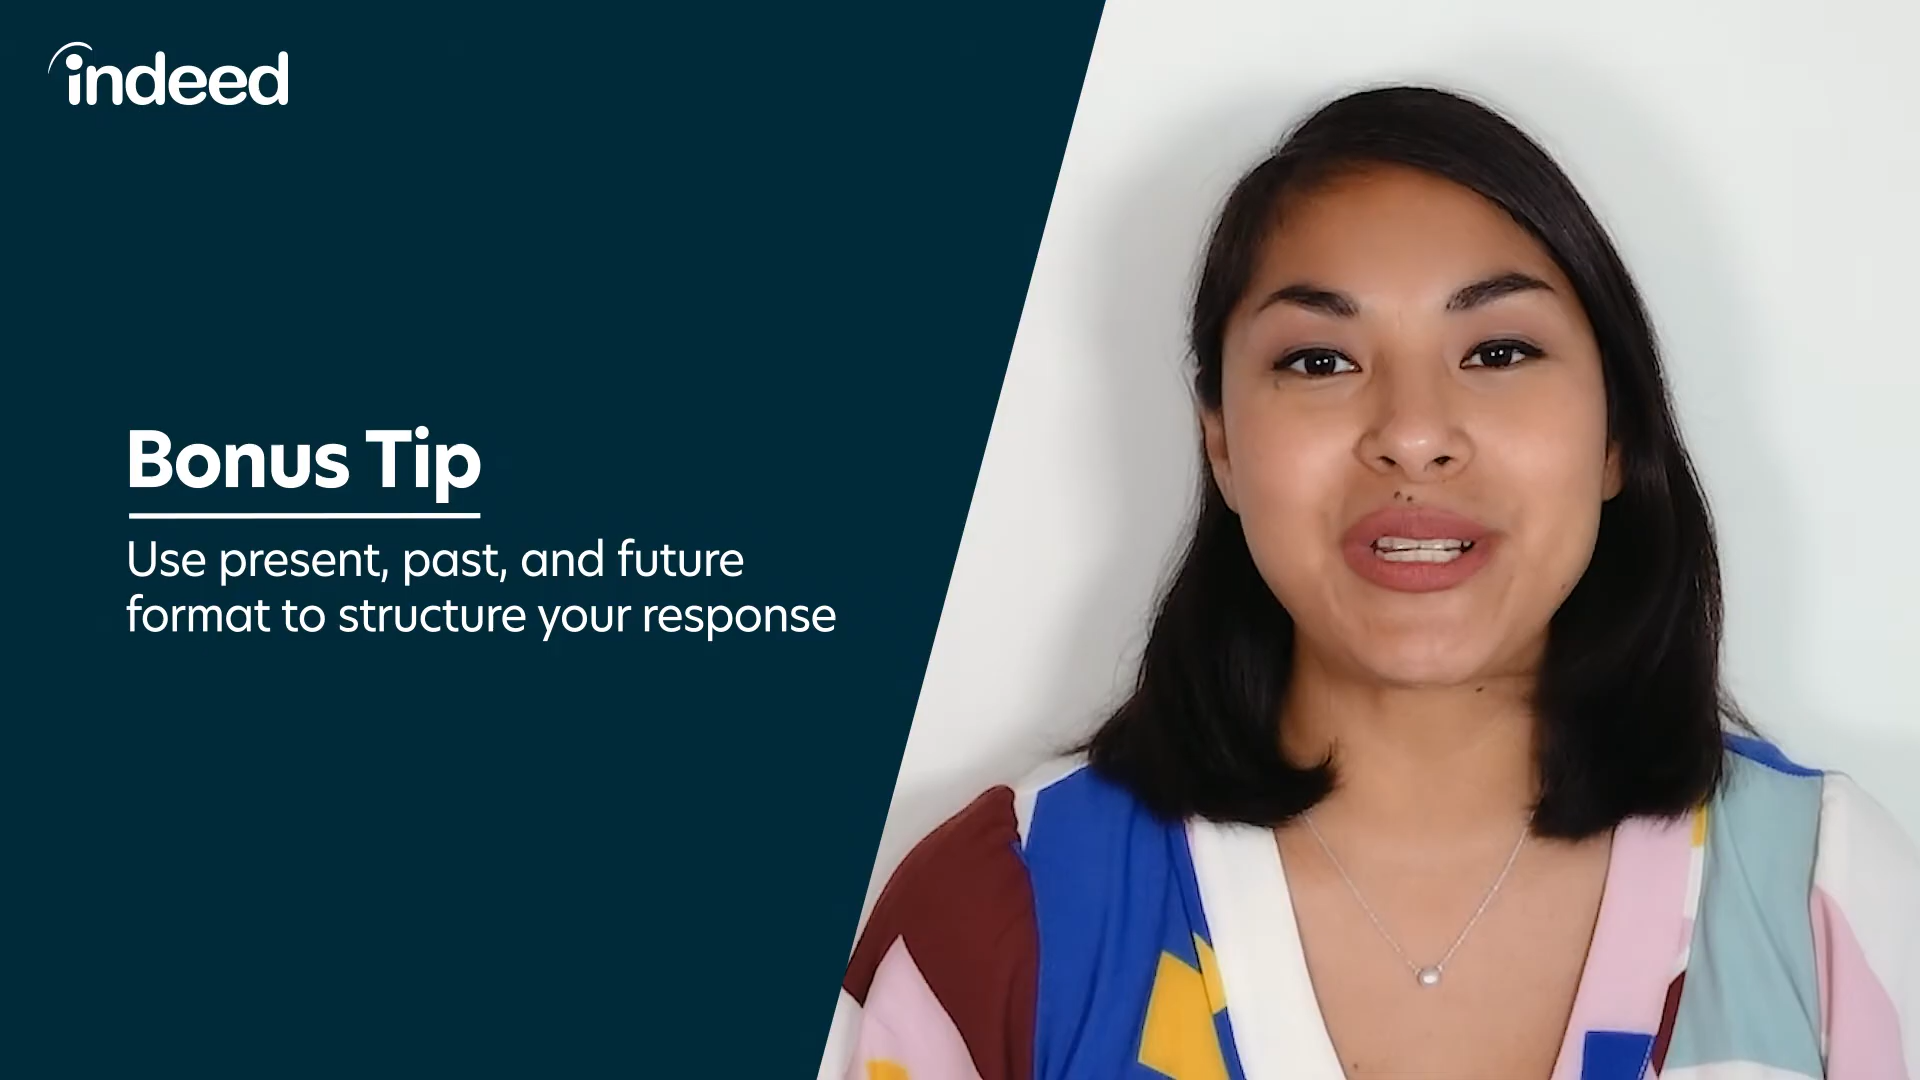 indeed
Bonus Tip
Use present, past, and future
format to structure your response